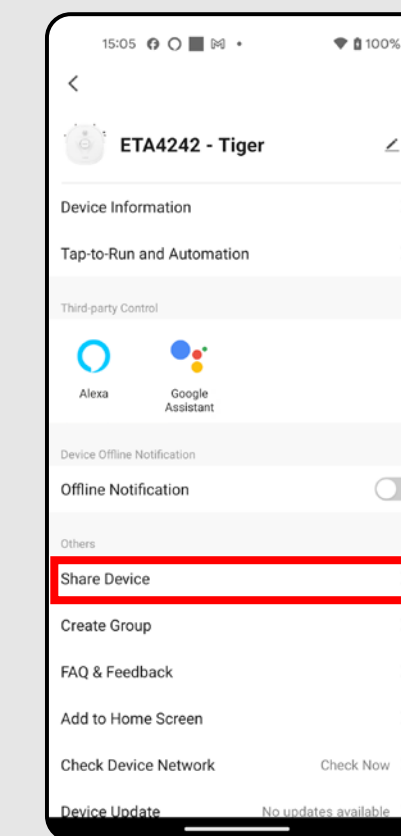 15:05 100%
ETA4242 - Tiger
Device Information
Tap-to-Run and Automation
Third-party Control
Alexa
Google
Assistant
Device Offline Notification
Offline Notification
Others
Share Device
Create Group
FAQ & Feedback
Add to Home Screen
Check Device Network Check Now
Device Update No updates available